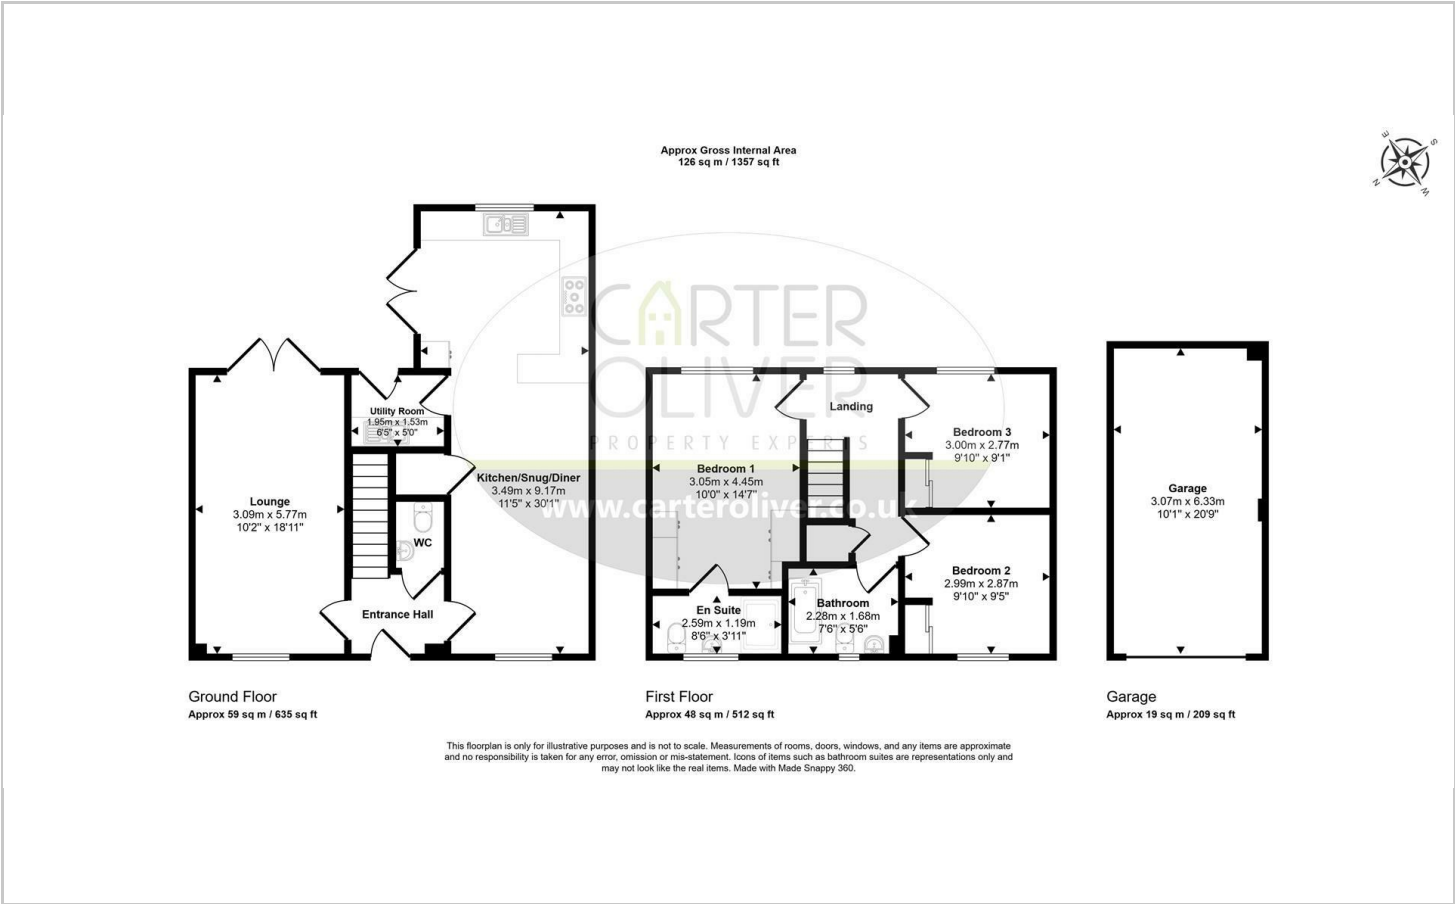 Approx Gross Internal Area
126 sq m / 1357 sq ft
E
S
N
W
CARTER
OLIVER
PROPERTY EXPERTS
www.carteroliver.co.uk
Utility Room
1.95m x 1.53m
6'5" x 5'0"
Lounge
3.09m x 5.77m
10'2" x 18'11"
Kitchen/Snug/Diner
3.49m x 9.17m
11'5" x 30'1"
WC
Entrance Hall
Ground Floor
Approx 59 sq m / 635 sq ft
Landing
Bedroom 1
3.05m x 4.45m
10'0" x 14'7"
Bedroom 3
3.00m x 2.77m
9'10" x 9'1"
Bedroom 2
2.99m x 2.87m
9'10" x 9'5"
En Suite
2.59m x 1.19m
8'6" x 3'11"
Bathroom
2.28m x 1.68m
7'6" x 5'6"
First Floor
Approx 48 sq m / 512 sq ft
Garage
3.07m x 6.33m
10'1" x 20'9"
Garage
Approx 19 sq m / 209 sq ft
This floorplan is only for illustrative purposes and is not to scale. Measurements of rooms, doors, windows, and any items are approximate
and no responsibility is taken for any error, omission or mis-statement. Icons of items such as bathroom suites are representations only and
may not look like the real items. Made with Made Snappy 360.